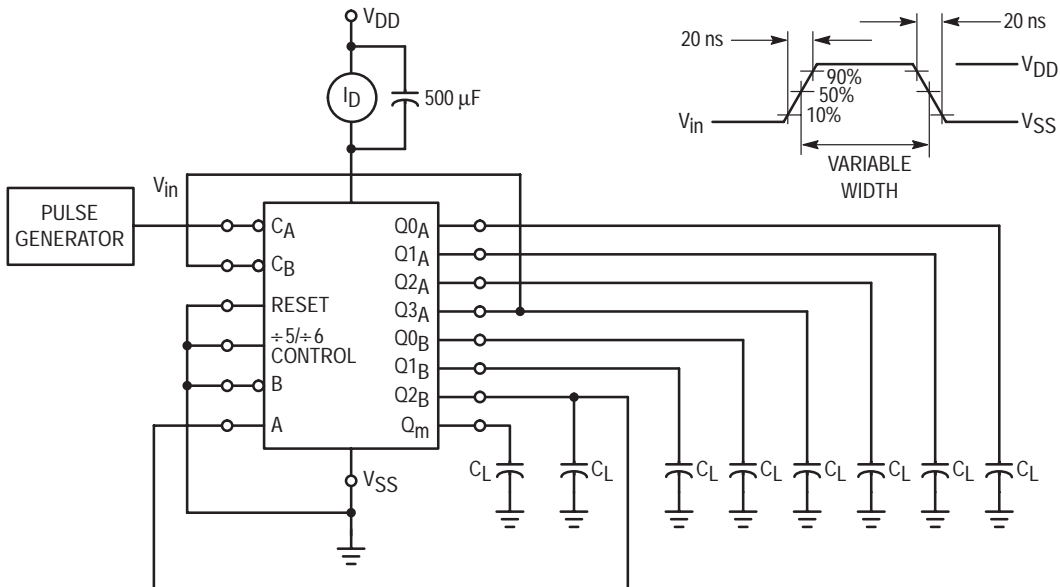 VDD
ID
500 μF
20 ns
20 ns
90%
50%
10%
Vin
VDD
VSS
VARIABLE
WIDTH
Vin
PULSE
GENERATOR
CA
CB
RESET
÷5/÷6
CONTROL
B
A
Q0A
Q1A
Q2A
Q3A
Q0B
Q1B
Q2B
Qm
VSS
CL
CL
CL
CL
CL
CL
CL
CL